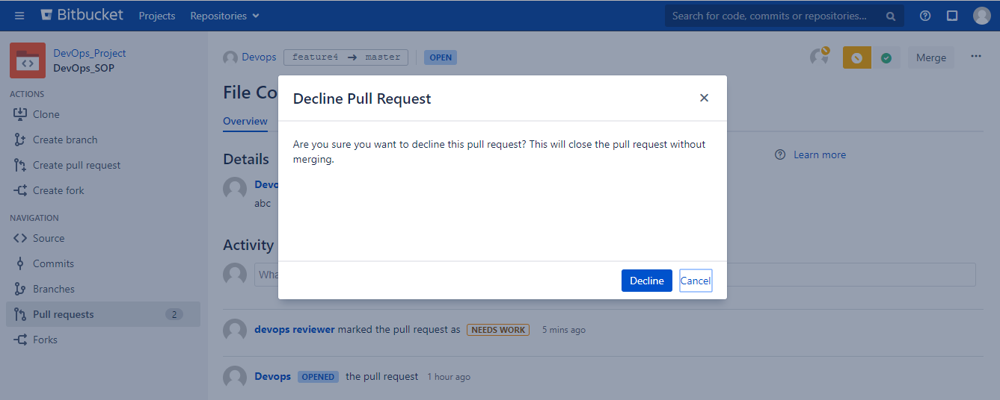 Bitbucket Projects Repositories Search for code, commits or repositories...
DevOps_Project
DevOps_SOP
ACTIONS
Clone
Create branch
Create pull request
Create fork
NAVIGATION
Source
Commits
Branches
Pull requests 2
Forks
Devops feature4 → master OPEN Merge
File Co
Overview
Details
Learn more
Devo
abc
Activity
Wha
devops reviewer marked the pull request as NEEDS WORK 5 mins ago
Devops OPENED the pull request 1 hour ago
Decline Pull Request
Are you sure you want to decline this pull request? This will close the pull request without
merging.
Decline Cancel